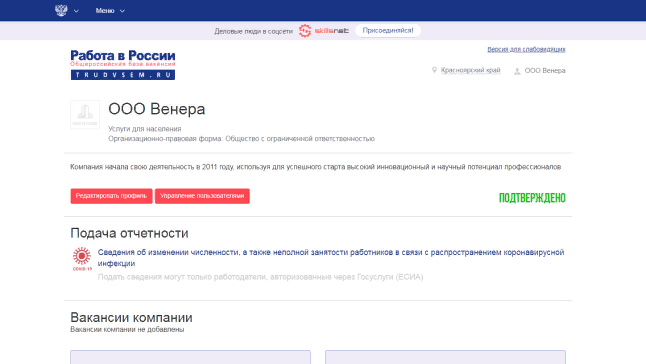 Меню
Деловые люди в соцсети skillsnet: Присоединяйся!
Версия для слабовидящих
Работа в России
Общероссийская база вакансий
TRUDVSEM.RU
Красноярский край ООО Венера
ООО Венера
Услуги для населения
Организационно-правовая форма: Общество с ограниченной ответственностью
Компания начала свою деятельность в 2011 году, используя для успешного старта высокий инновационный и научный потенциал профессионалов
Редактировать профиль Управление пользователями ПОДТВЕРЖДЕНО
Подача отчетности
Сведения об изменении численности, а также неполной занятости работников в связи с распространением коронавирусной
инфекции
COVID-19
Подать сведения могут только работодатели, авторизованные через Госуслуги (ЕСИА)
Вакансии компании
Вакансии компании не добавлены